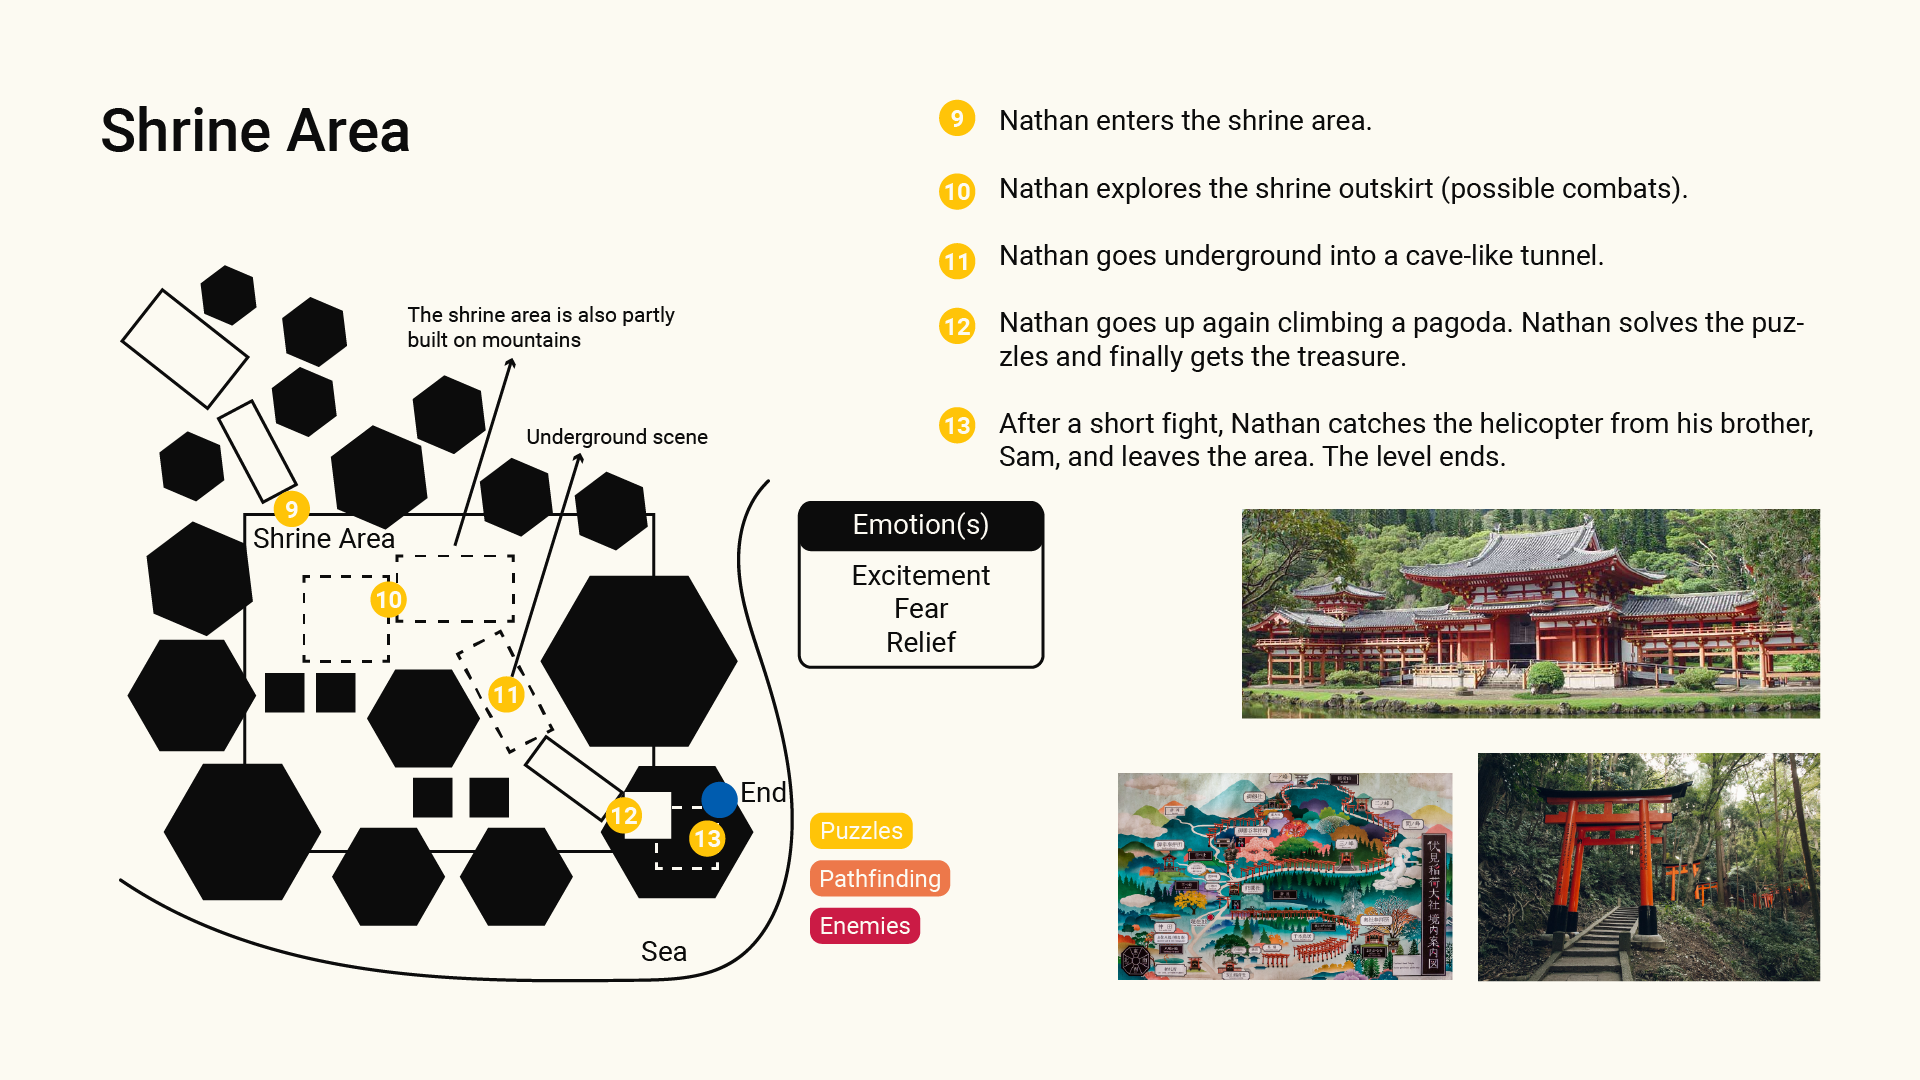 Shrine Area
9 Nathan enters the shrine area.
10 Nathan explores the shrine outskirt (possible combats).
11 Nathan goes underground into a cave-like tunnel.
12 Nathan goes up again climbing a pagoda. Nathan solves the puz-
zles and finally gets the treasure.
13 After a short fight, Nathan catches the helicopter from his brother,
Sam, and leaves the area. The level ends.
The shrine area is also partly
built on mountains
Underground scene
9
Shrine Area
10
11
12
13
End
Sea
Emotion(s)
Excitement
Fear
Relief
Puzzles
Pathfinding
Enemies
伏見稲荷大社 境内案内図